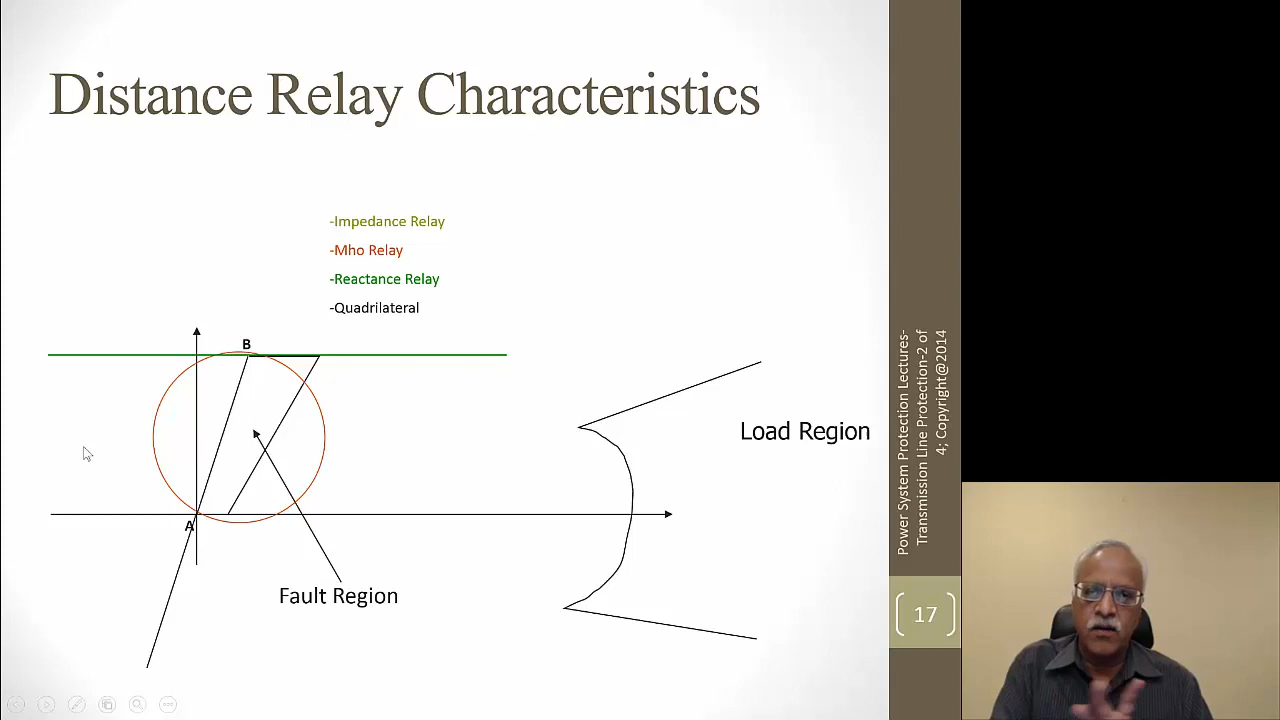 Distance Relay Characteristics
-Impedance Relay
-Mho Relay
-Reactance Relay
-Quadrilateral
B
A
Load Region
Fault Region
Power System Protection Lectures-
Transmission Line Protection-2 of
4; Copyright@2014
17